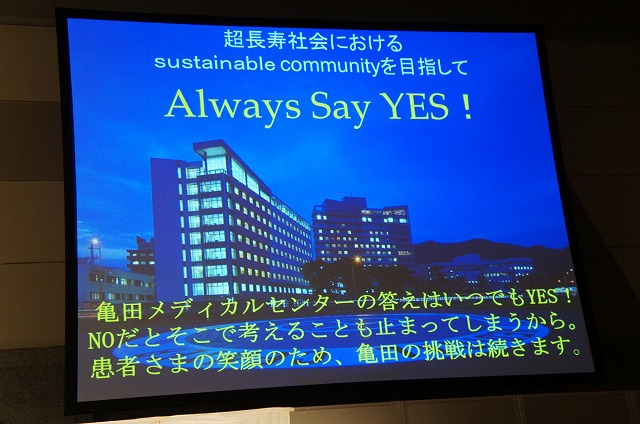 超長寿社会における
sustainable communityを目指して
Always Say YES！
亀田メディカルセンターの答えはいつでもYES！
NOだとそこで考えることも止まってしまうから。
患者さまの笑顔のため、亀田の挑戦は続きます。